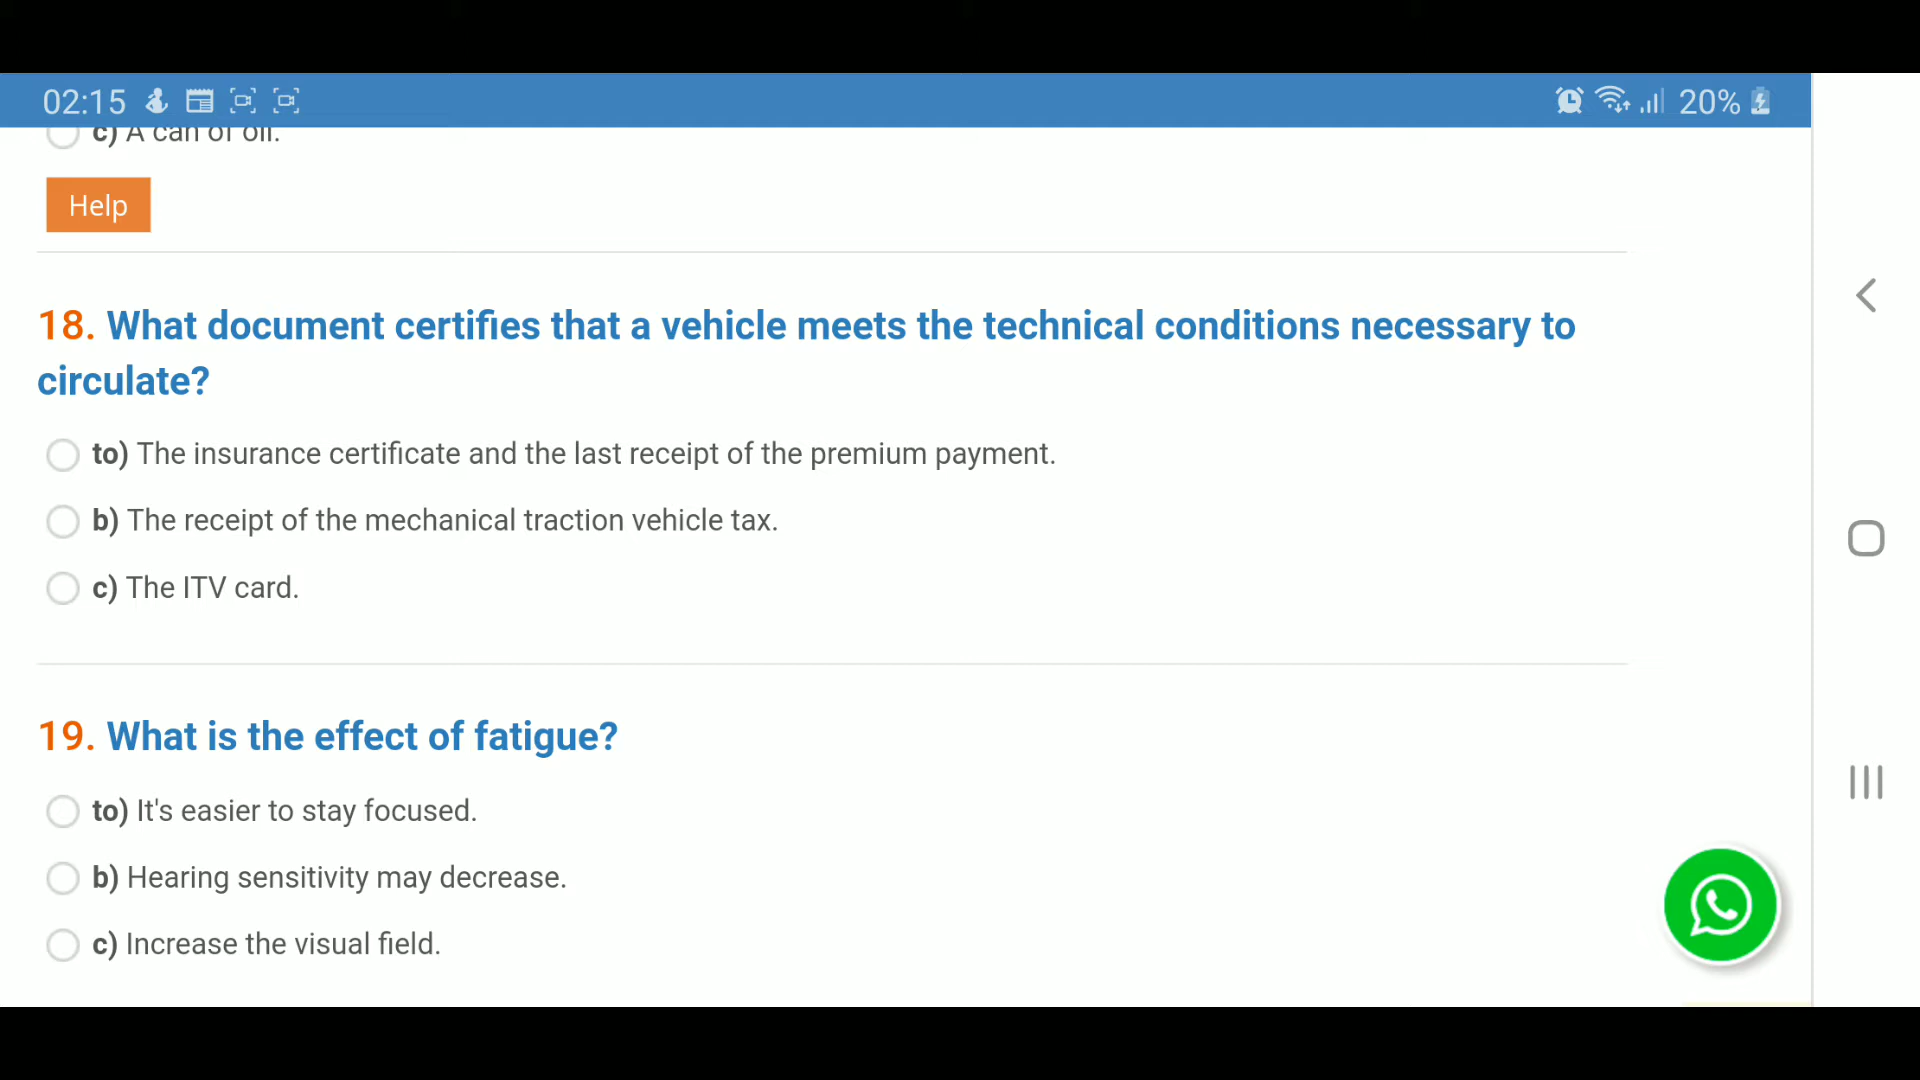 02:15 20%
c) A can of oil.
Help
18. What document certifies that a vehicle meets the technical conditions necessary to
circulate?
to) The insurance certificate and the last receipt of the premium payment.
b) The receipt of the mechanical traction vehicle tax.
c) The ITV card.
19. What is the effect of fatigue?
to) It's easier to stay focused.
b) Hearing sensitivity may decrease.
c) Increase the visual field.